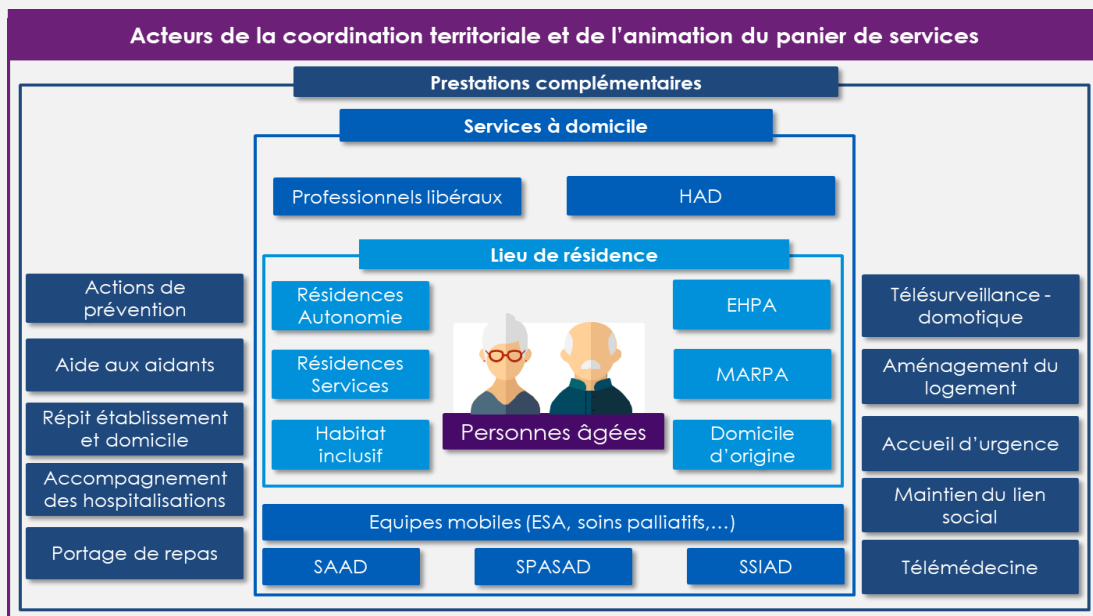 Acteurs de la coordination territoriale et de l'animation du panier de services
Prestations complémentaires
Services à domicile
Professionnels libéraux
HAD
Lieu de résidence
Actions de
prévention
Aide aux aidants
Répit établissement
et domicile
Accompagnement
des hospitalisations
Portage de repas
Résidences
Autonomie
Résidences
Services
Habitat
inclusif
Personnes âgées
EHPA
MARPA
Domicile
d'origine
Télésurveillance -
domotique
Aménagement du
logement
Accueil d'urgence
Maintien du lien
social
Télémédecine
Equipes mobiles (ESA, soins palliatifs,…)
SAAD
SPASAD
SSIAD